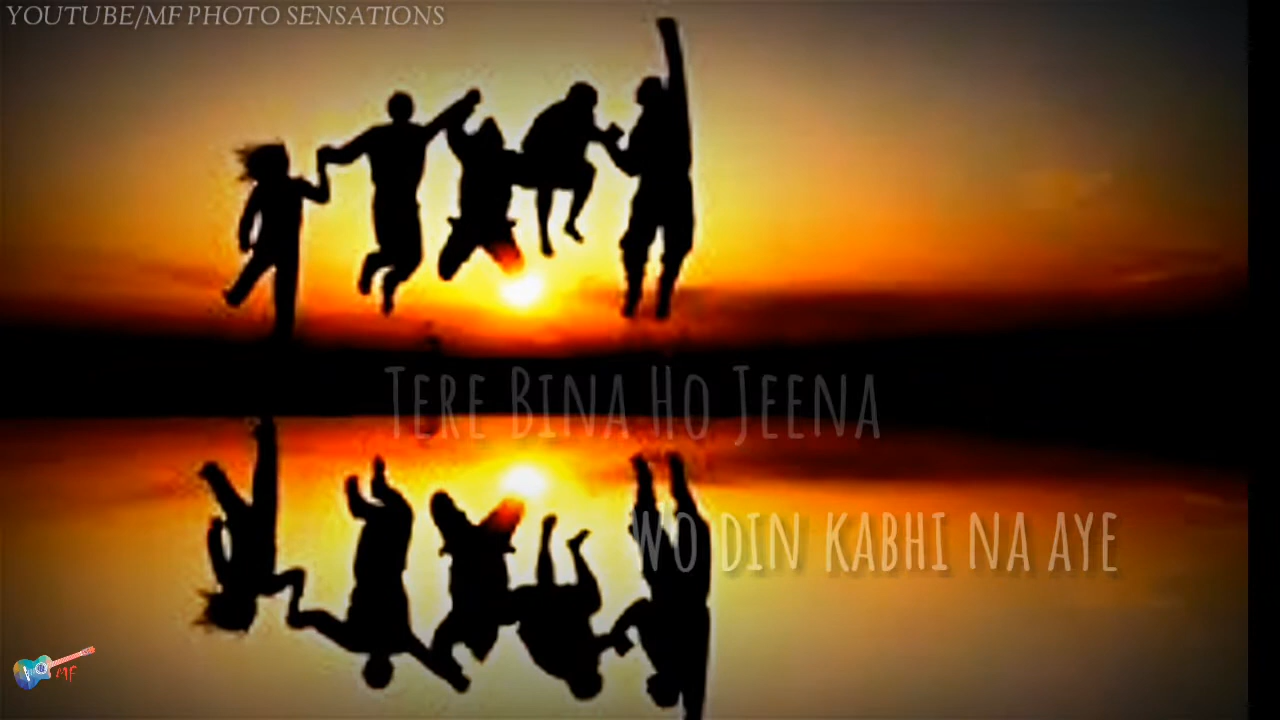 YOUTUBE/MF PHOTO SENSATIONS
TERE BINA HO JEENA
WO DIN KABHI NA AYE
MF